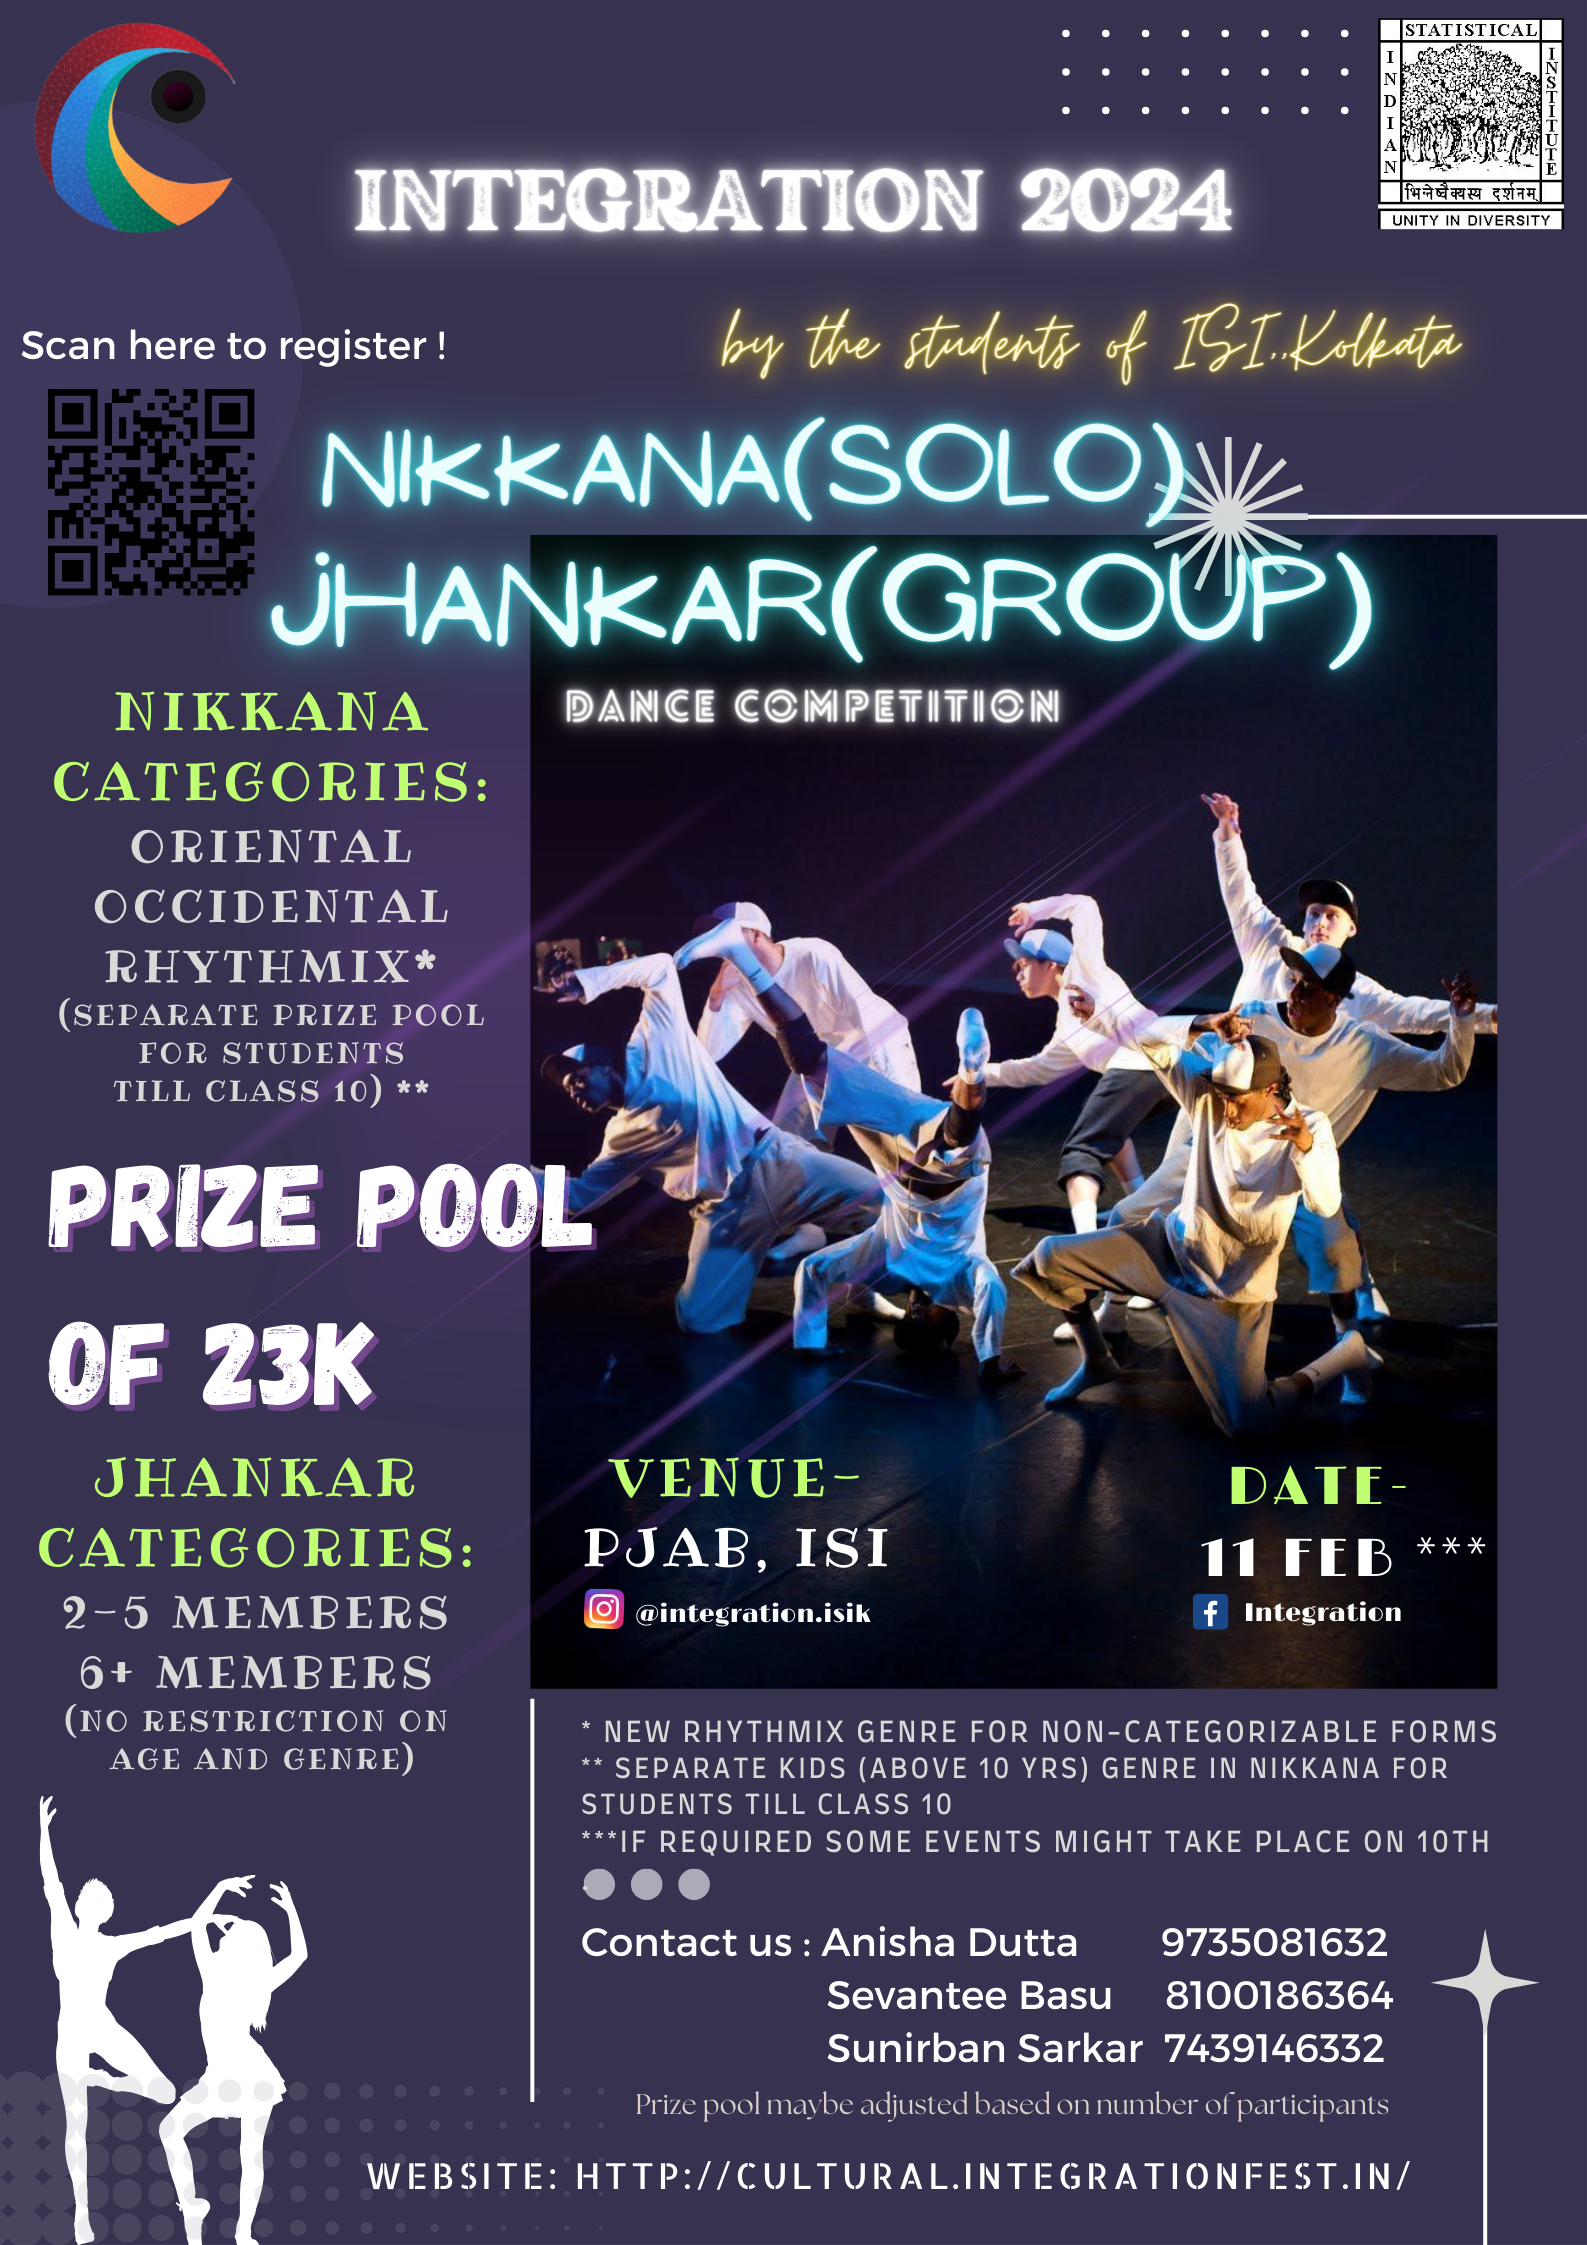 STATISTICAL
INDIAN
INSTITUTE
UNITY IN DIVERSITY
INTEGRATION 2024
by the students of ISI,,Kolkata
Scan here to register !
NIKKANA(SOLO)
jHANKAR(GROUP)
DANCE COMPETITION
NIKKANA
CATEGORIES:
ORIENTAL
OCCIDENTAL
RHYTHMIX*
(SEPARATE PRIZE POOL
FOR STUDENTS
TILL CLASS 10) **
PRIZE POOL
OF 23K
JHANKAR
CATEGORIES:
2-5 MEMBERS
6+ MEMBERS
(NO RESTRICTION ON
AGE AND GENRE)
VENUE-
PJAB, ISI
@integration.isik
DATE-
11 FEB ***
Integration
* NEW RHYTHMIX GENRE FOR NON-CATEGORIZABLE FORMS
** SEPARATE KIDS (ABOVE 10 YRS) GENRE IN NIKKANA FOR
STUDENTS TILL CLASS 10
***IF REQUIRED SOME EVENTS MIGHT TAKE PLACE ON 10TH
.
Contact us : Anisha Dutta 9735081632
Sevantee Basu 8100186364
Sunirban Sarkar 7439146332
Prize pool maybe adjusted based on number of participants
WEBSITE: HTTP://CULTURAL.INTEGRATIONFEST.IN/